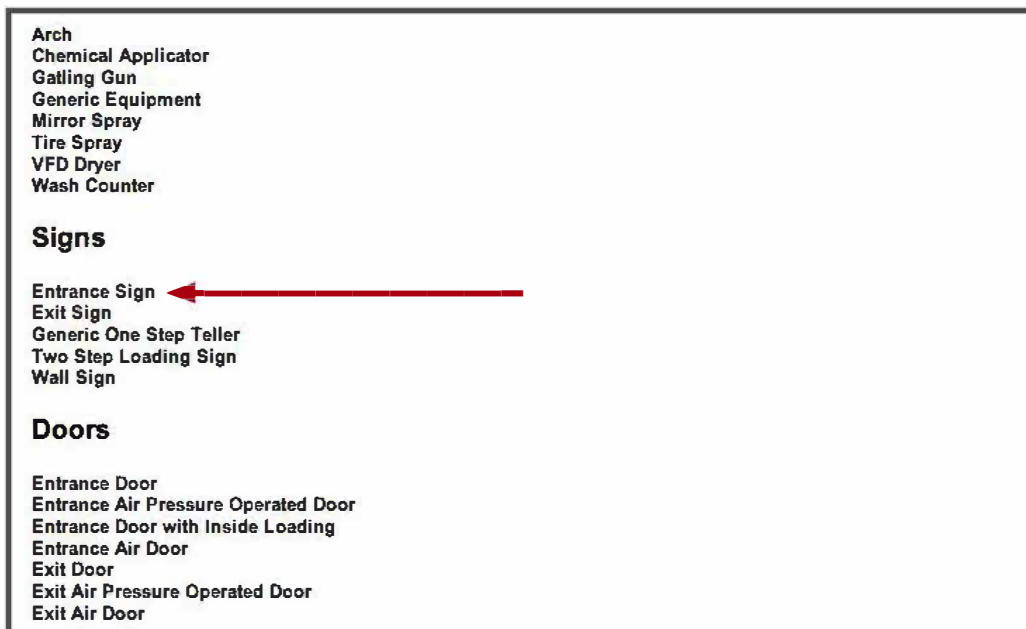 Arch
Chemical Applicator
Gatling Gun
Generic Equipment
Mirror Spray
Tire Spray
VFD Dryer
Wash Counter
Signs
Entrance Sign
Exit Sign
Generic One Step Teller
Two Step Loading Sign
Wall Sign
Doors
Entrance Door
Entrance Air Pressure Operated Door
Entrance Door with Inside Loading
Entrance Air Door
Exit Door
Exit Air Pressure Operated Door
Exit Air Door